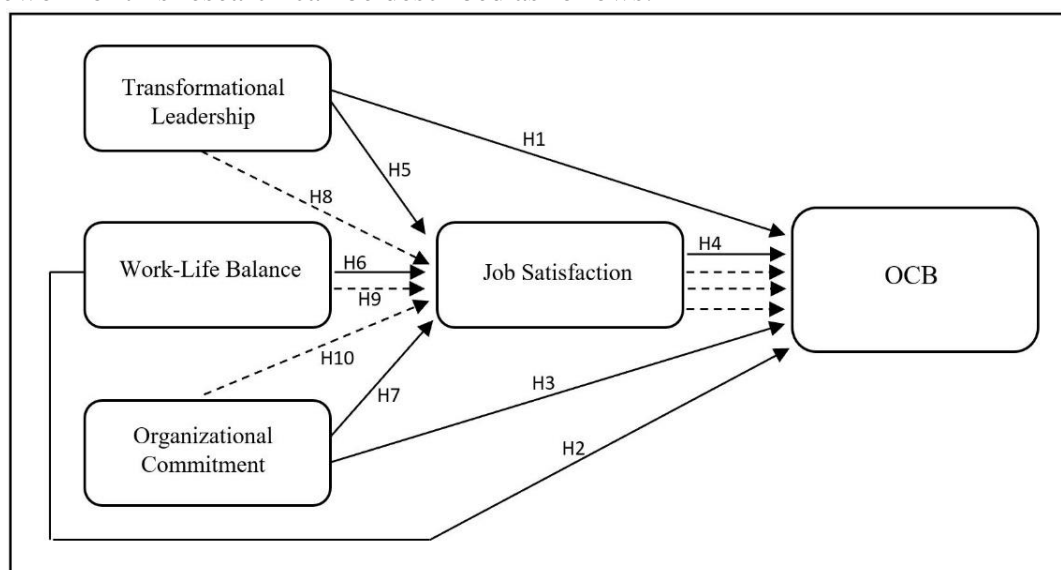 Transformational
Leadership
H1
H5
H8
Work-Life Balance
H6
H9
Job Satisfaction
H4
OCB
H10
H7
H3
H2
Organizational
Commitment